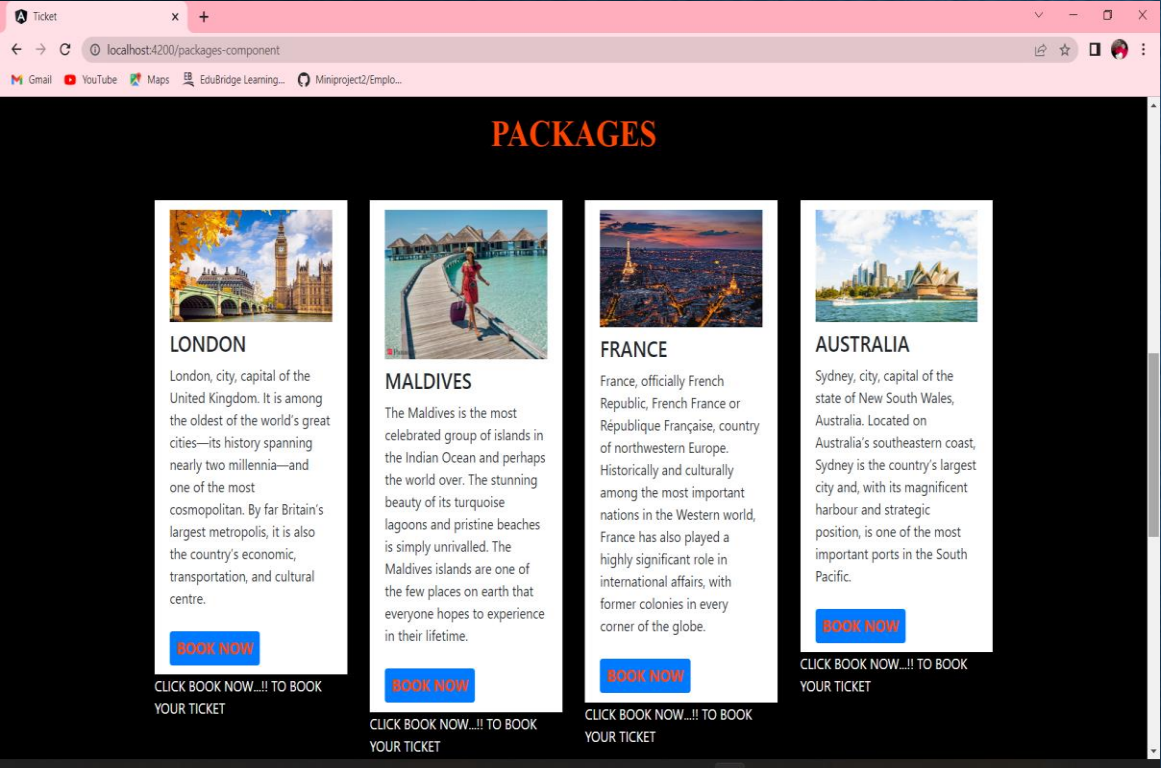 Ticket
localhost:4200/packages-component
Gmail
YouTube
Maps
EduBridge Learning...
Miniproject2/Emplo...
PACKAGES
LONDON
London, city, capital of the
United Kingdom. It is among
the oldest of the world's great
cities—its history spanning
nearly two millennia—and
one of the most
cosmopolitan. By far Britain's
largest metropolis, it is also
the country's economic,
transportation, and cultural
centre.
BOOK NOW
CLICK BOOK NOW...!! TO BOOK
YOUR TICKET
MALDIVES
The Maldives is the most
celebrated group of islands in
the Indian Ocean and perhaps
the world over. The stunning
beauty of its turquoise
lagoons and pristine beaches
is simply unrivalled. The
Maldives islands are one of
the few places on earth that
everyone hopes to experience
in their lifetime.
BOOK NOW
CLICK BOOK NOW...!! TO BOOK
YOUR TICKET
FRANCE
France, officially French
Republic, French France or
République Française, country
of northwestern Europe.
Historically and culturally
among the most important
nations in the Western world,
France has also played a
highly significant role in
international affairs, with
former colonies in every
corner of the globe.
BOOK NOW
CLICK BOOK NOW...!! TO BOOK
YOUR TICKET
AUSTRALIA
Sydney, city, capital of the
state of New South Wales,
Australia. Located on
Australia's southeastern coast,
Sydney is the country's largest
city and, with its magnificent
harbour and strategic
position, is one of the most
important ports in the South
Pacific.
BOOK NOW
CLICK BOOK NOW...!! TO BOOK
YOUR TICKET